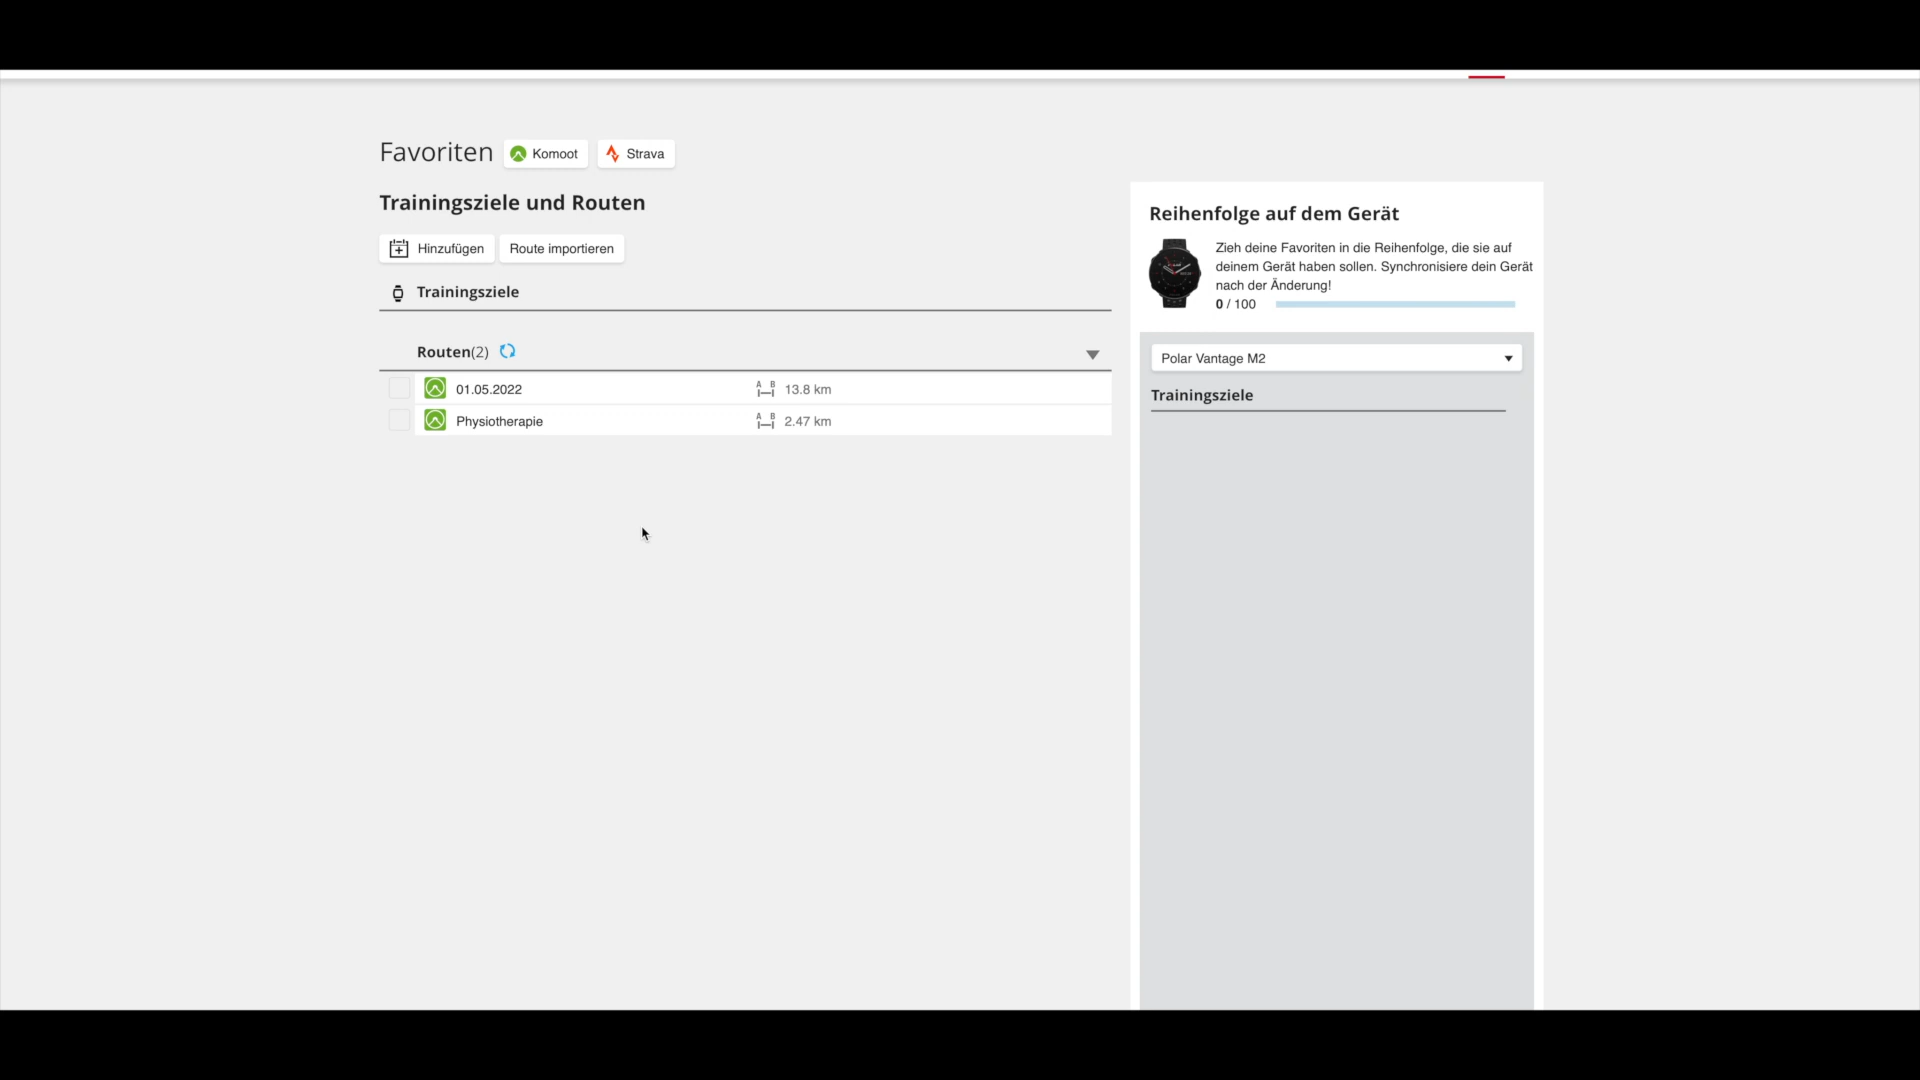 Favoriten Komoot Strava
Trainingsziele und Routen
Hinzufügen Route importieren
Trainingsziele
Routen(2)
01.05.2022 A B 13.8 km
Physiotherapie A B 2.47 km
Reihenfolge auf dem Gerät
Zieh deine Favoriten in die Reihenfolge, die sie auf
deinem Gerät haben sollen. Synchronisiere dein Gerät
nach der Änderung!
0 / 100
Polar Vantage M2
Trainingsziele